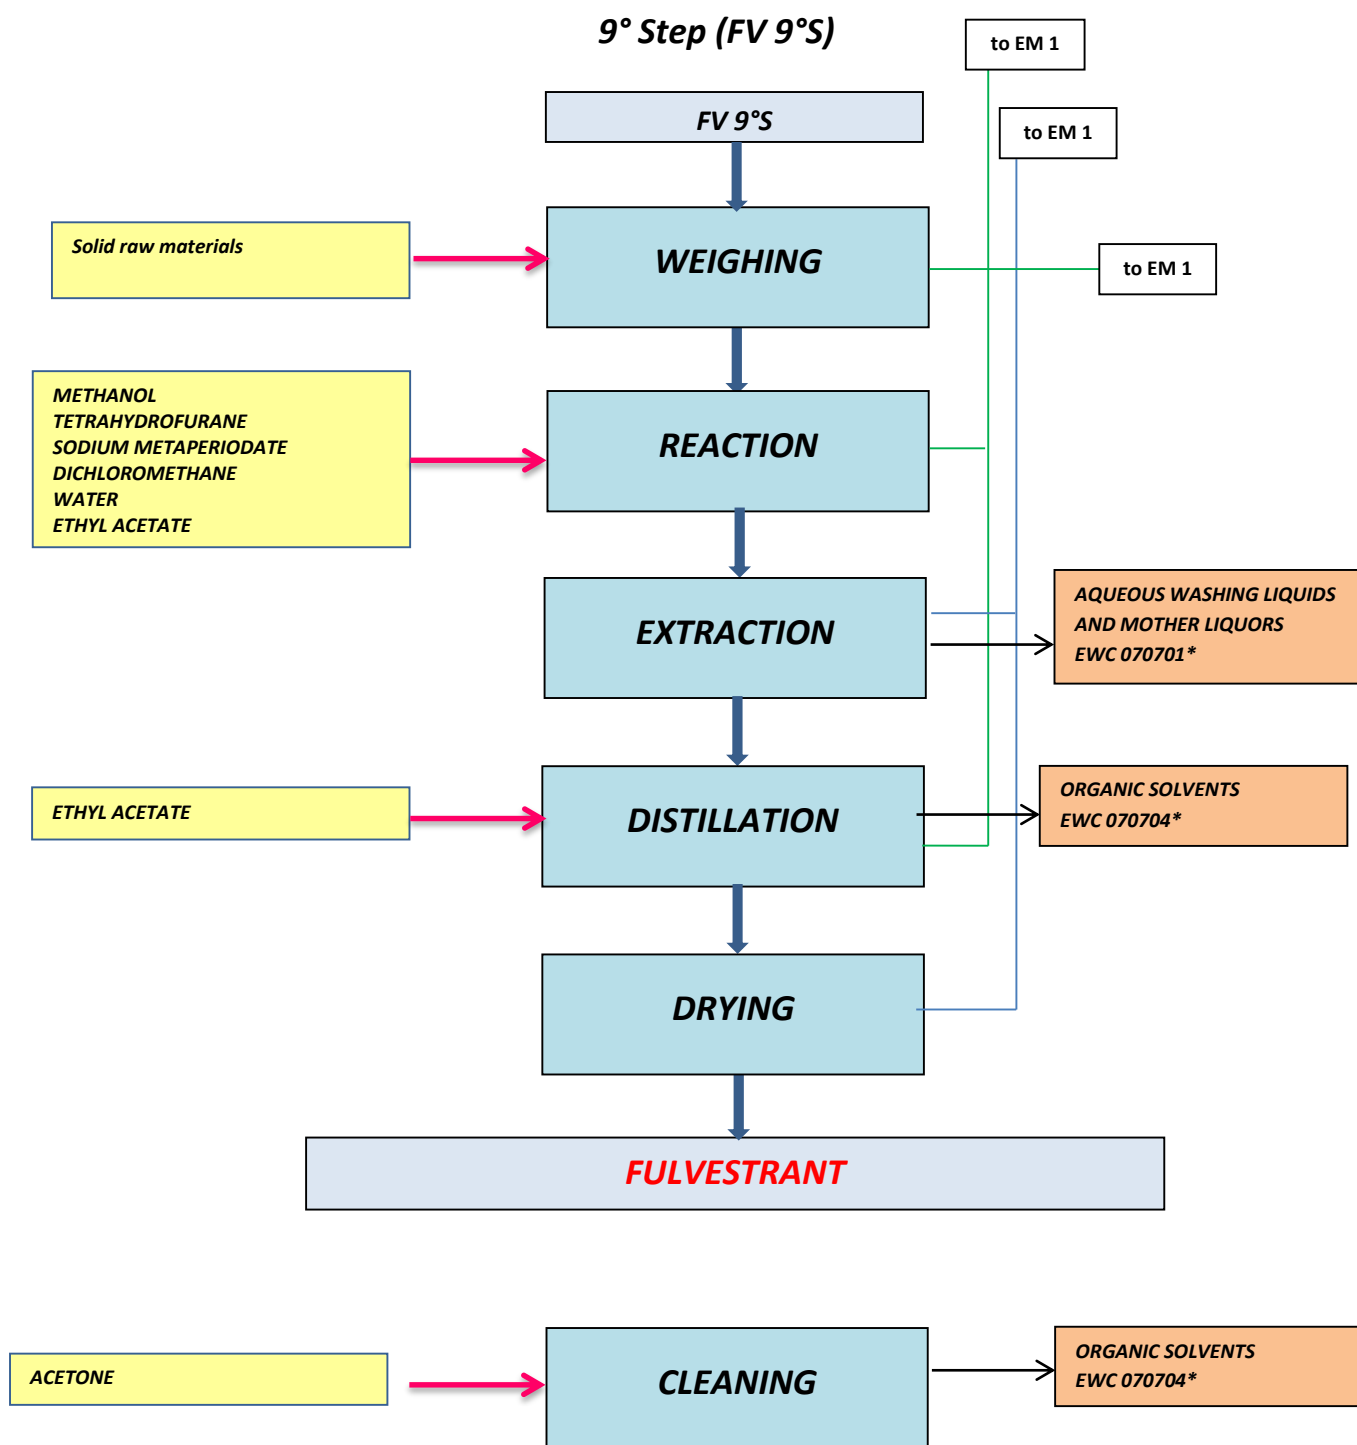 9° Step (FV 9°S)
to EM 1
FV 9°S
to EM 1
Solid raw materials
WEIGHING
to EM 1
METHANOL
TETRAHYDROFURANE
SODIUM METAPERIODATE
DICHLOROMETHANE
WATER
ETHYL ACETATE
REACTION
EXTRACTION
AQUEOUS WASHING LIQUIDS
AND MOTHER LIQUORS
EWC 070701*
ETHYL ACETATE
DISTILLATION
ORGANIC SOLVENTS
EWC 070704*
DRYING
FULVESTRANT
ACETONE
CLEANING
ORGANIC SOLVENTS
EWC 070704*